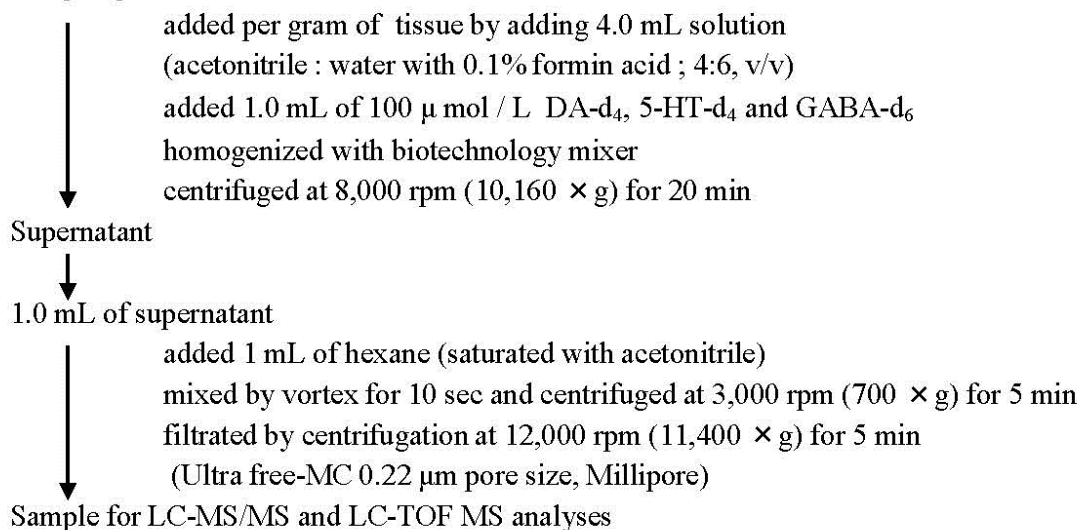 added per gram of tissue by adding 4.0 mL solution
(acetonitrile : water with 0.1% formin acid ; 4:6, v/v)
added 1.0 mL of 100 μ mol / L DA-d₄, 5-HT-d₄ and GABA-d₆
homogenized with biotechnology mixer
centrifuged at 8,000 rpm (10,160 × g) for 20 min
Supernatant
1.0 mL of supernatant
added 1 mL of hexane (saturated with acetonitrile)
mixed by vortex for 10 sec and centrifuged at 3,000 rpm (700 × g) for 5 min
filtrated by centrifugation at 12,000 rpm (11,400 × g) for 5 min
(Ultra free-MC 0.22 μm pore size, Millipore)
Sample for LC-MS/MS and LC-TOF MS analyses